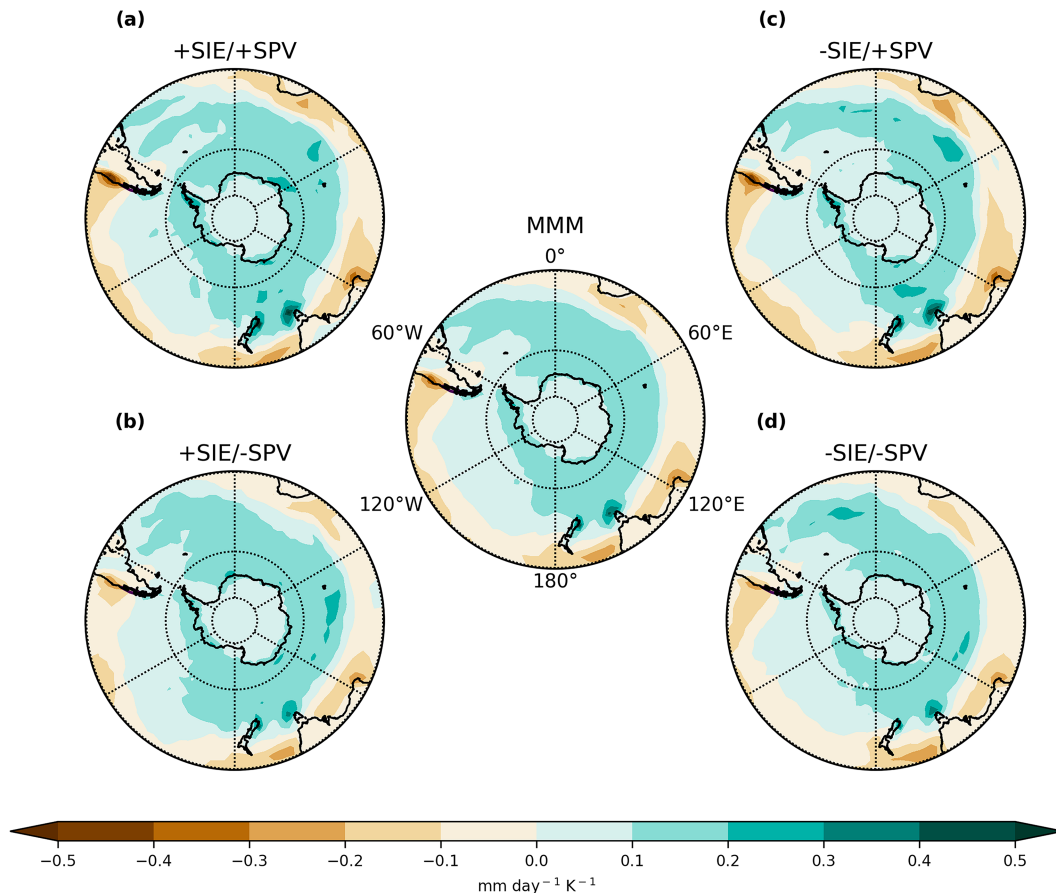 (a)
+SIE/+SPV
(c)
-SIE/+SPV
MMM
0°
60°W
60°E
120°W
120°E
180°
(b)
+SIE/-SPV
(d)
-SIE/-SPV
−0.5
−0.4
−0.3
−0.2
−0.1
0.0
0.1
0.2
0.3
0.4
0.5
mm day⁻¹ K⁻¹